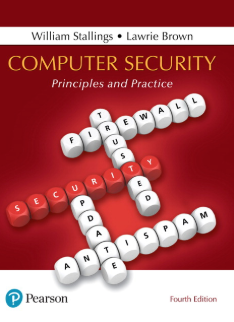 William Stallings • Lawrie Brown
COMPUTER SECURITY
Principles and Practice
FIREWALL
TRUSTED
SECURITY
UPDATE
ANTISPAM
Pearson
Fourth Edition